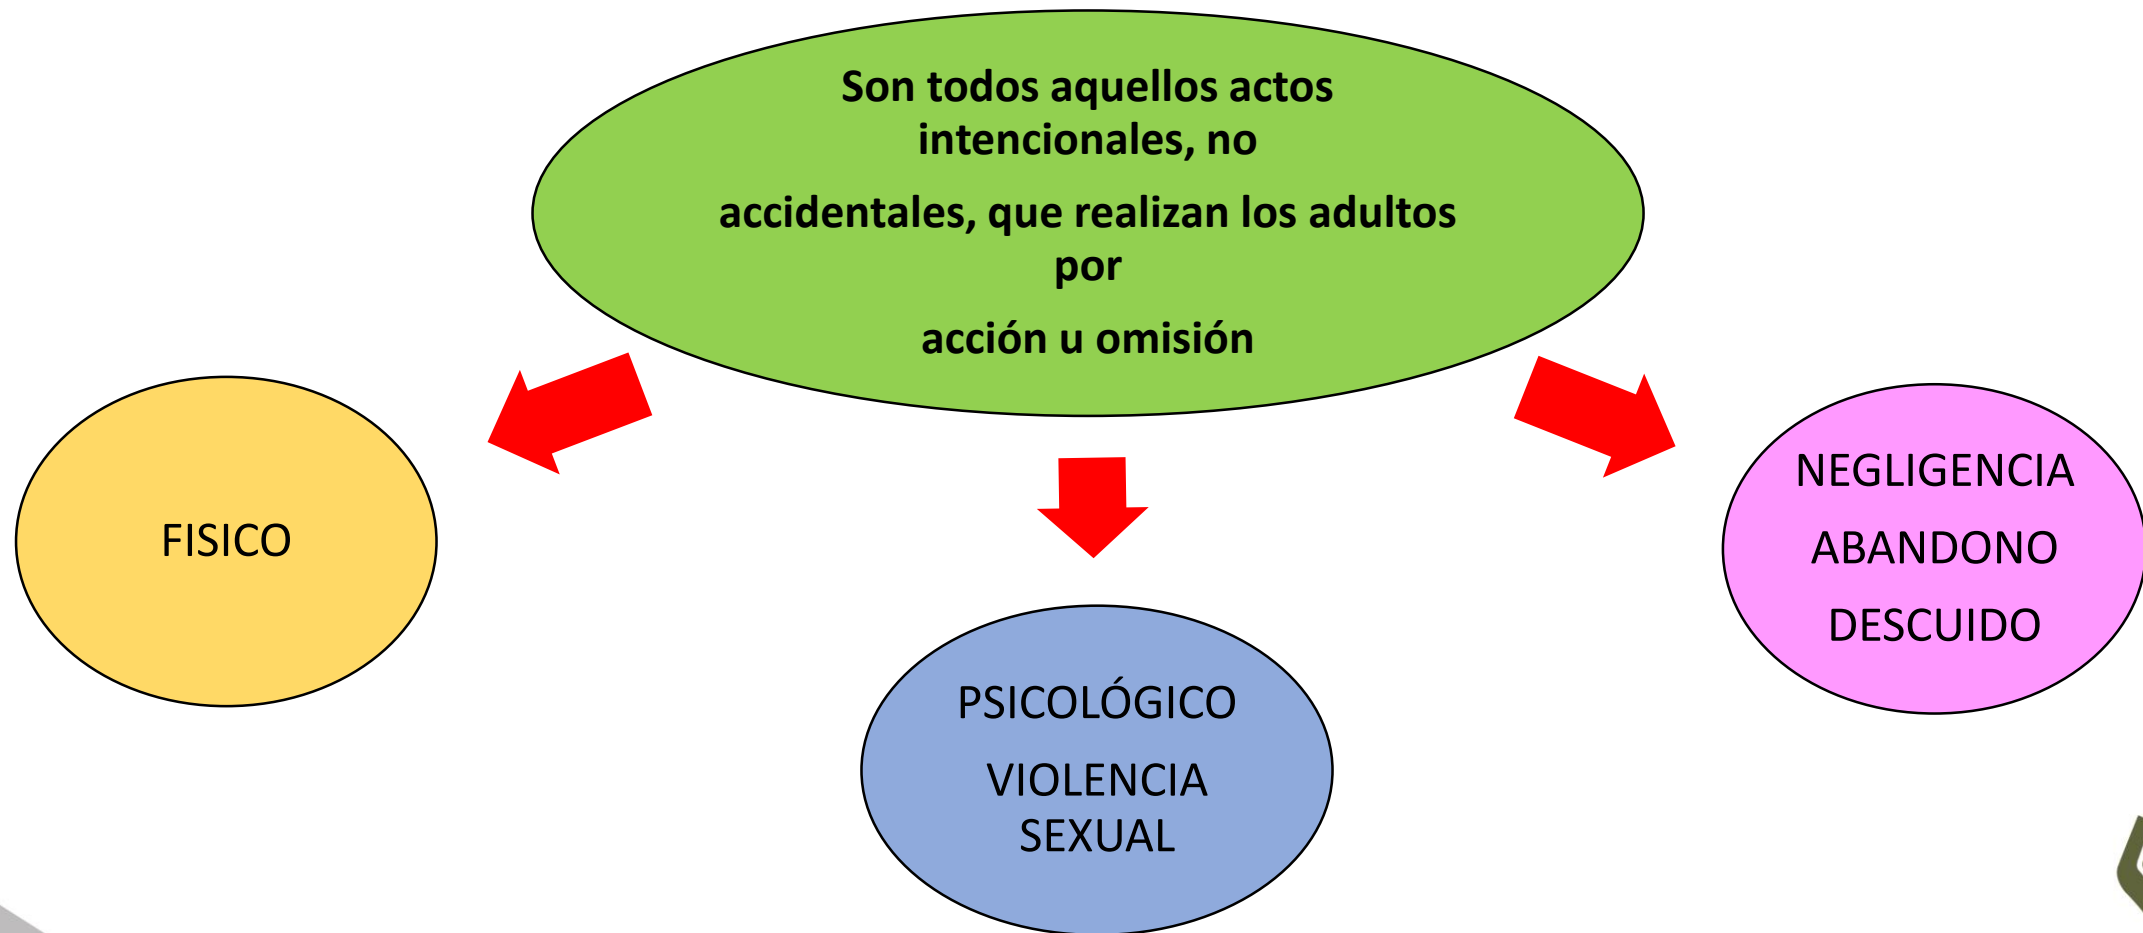 Son todos aquellos actos
intencionales, no
accidentales, que realizan los adultos
por
acción u omisión
FISICO
PSICOLÓGICO
VIOLENCIA
SEXUAL
NEGLIGENCIA
ABANDONO
DESCUIDO